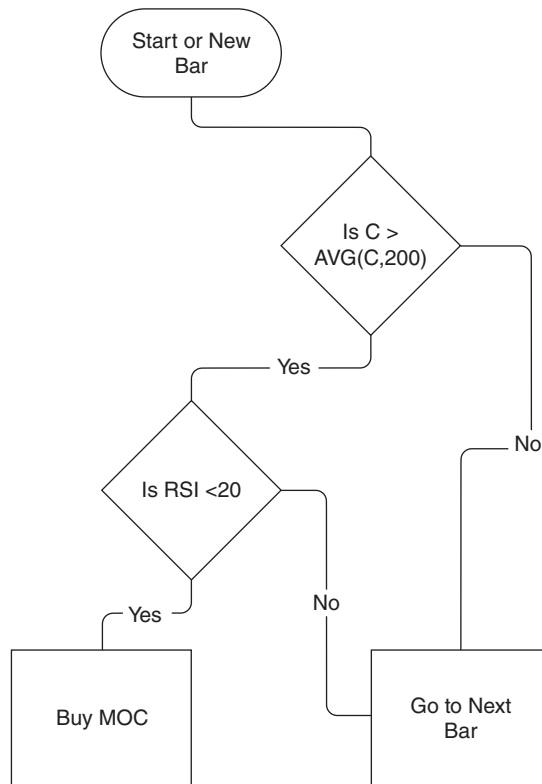 Start or New
Bar
Is C >
AVG(C,200)
Yes
No
Is RSI <20
Yes
No
Buy MOC
Go to Next
Bar